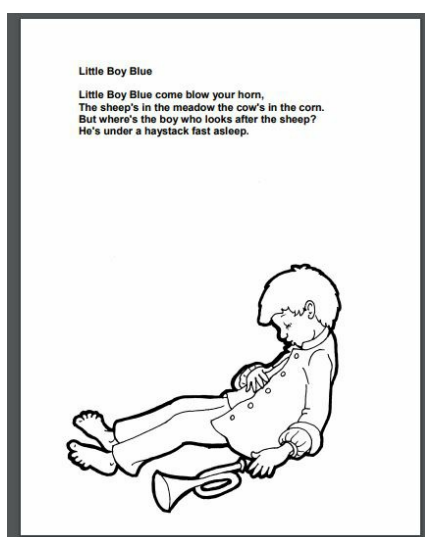 Little Boy Blue
Little Boy Blue come blow your horn,
The sheep's in the meadow the cow's in the corn.
But where's the boy who looks after the sheep?
He's under a haystack fast asleep.